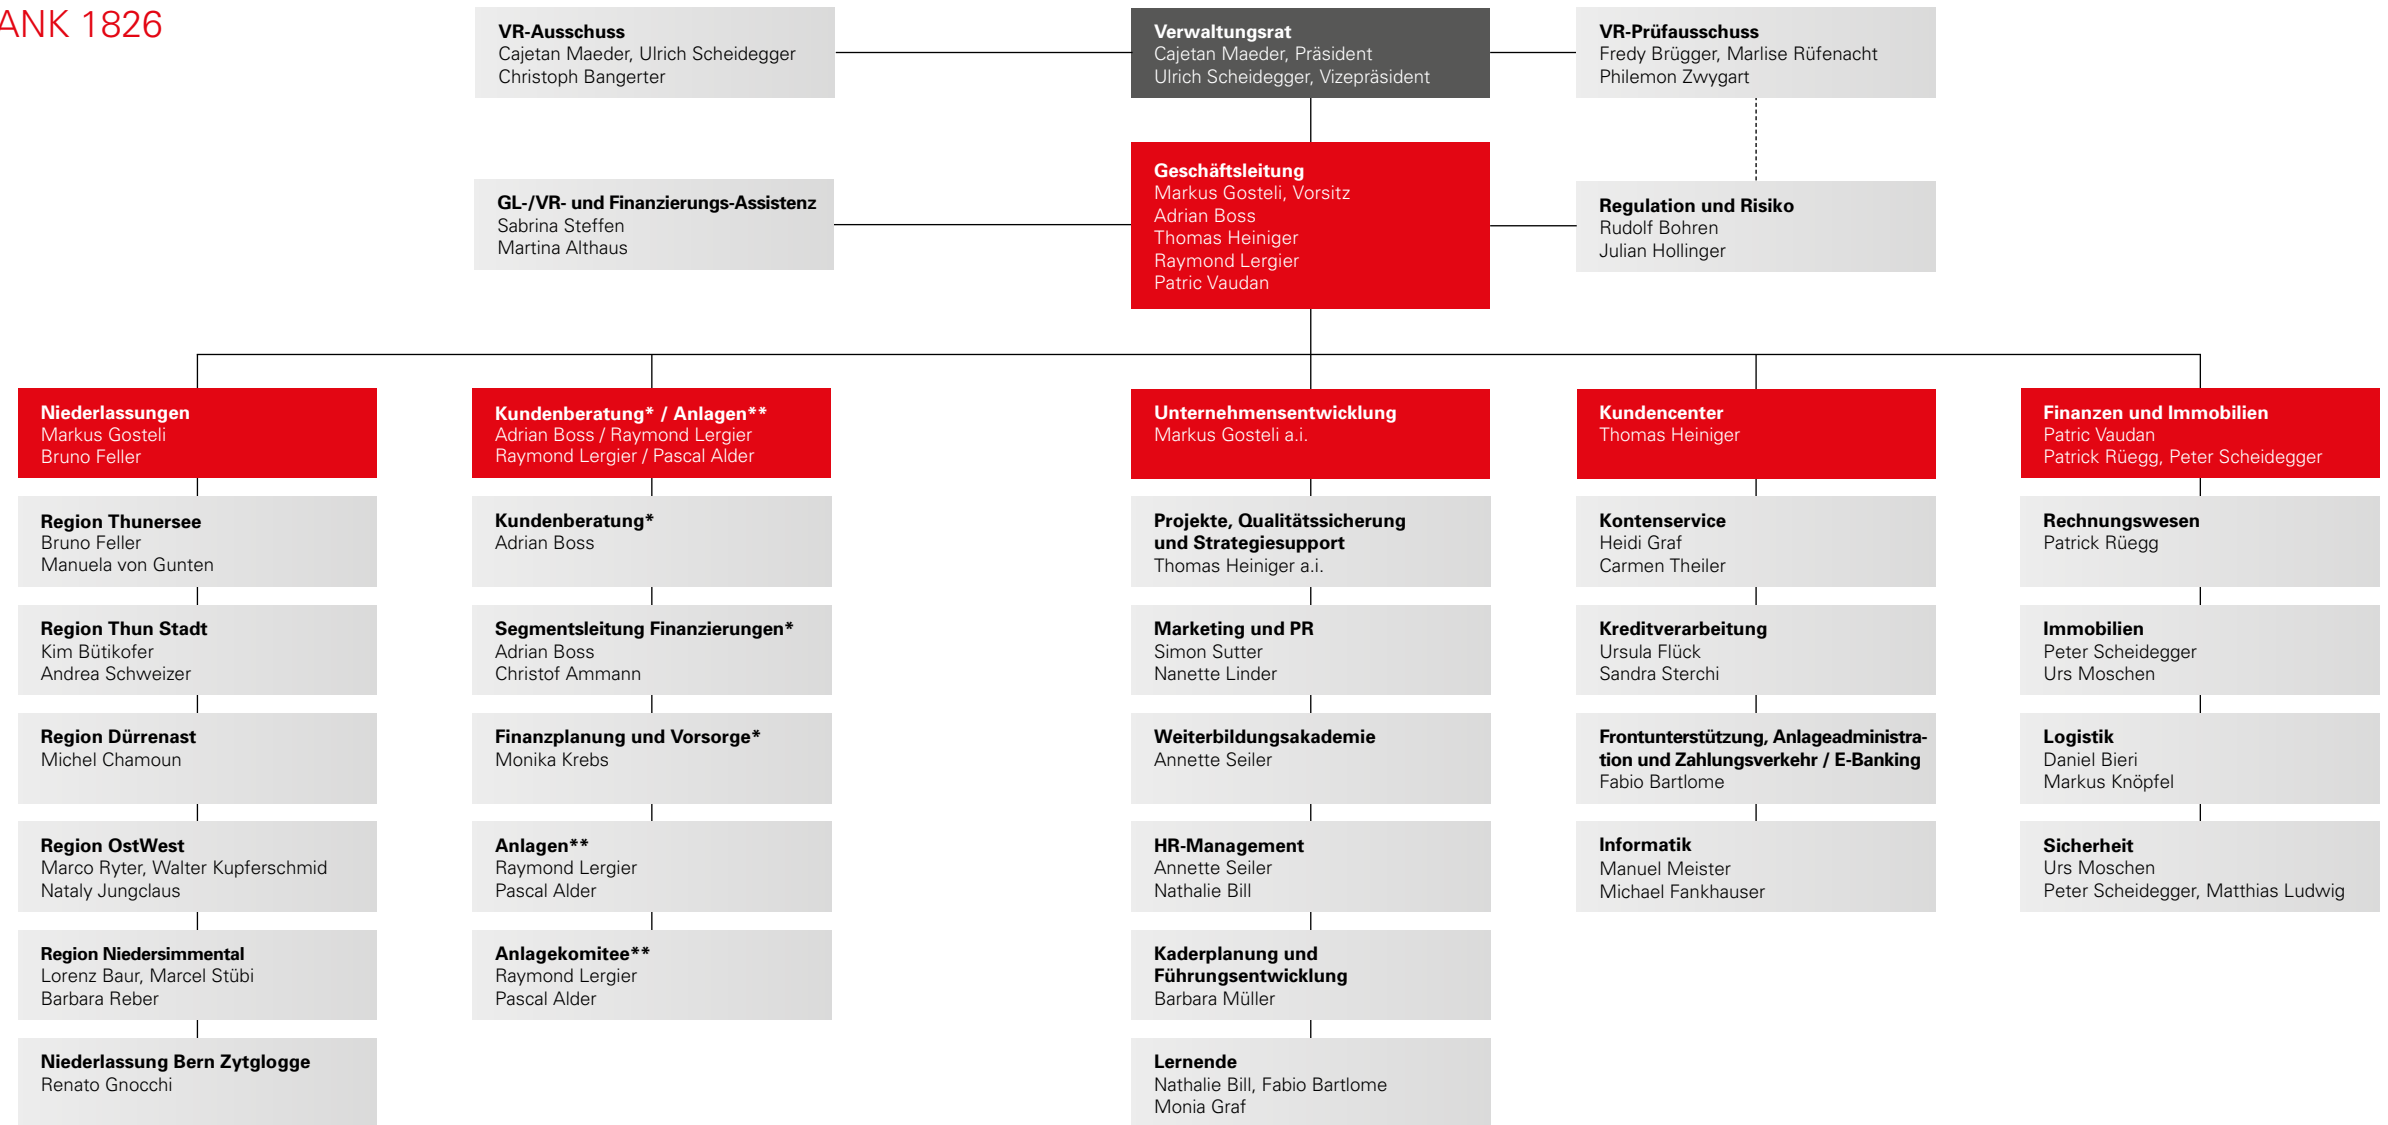 ANK 1826
VR-Ausschuss
Cajetan Maeder, Ulrich Scheidegger
Christoph Bangerter
Verwaltungsrat
Cajetan Maeder, Präsident
Ulrich Scheidegger, Vizepräsident
VR-Prüfausschuss
Fredy Brügger, Marlise Rüfenacht
Philemon Zwygart
GL-/VR- und Finanzierungs-Assistenz
Sabrina Steffen
Martina Althaus
Geschäftsleitung
Markus Gosteli, Vorsitz
Adrian Boss
Thomas Heiniger
Raymond Lergier
Patric Vaudan
Regulation und Risiko
Rudolf Bohren
Julian Hollinger
Niederlassungen
Markus Gosteli
Bruno Feller
Region Thunersee
Bruno Feller
Manuela von Gunten
Region Thun Stadt
Kim Bütikofer
Andrea Schweizer
Region Dürrenast
Michel Chamoun
Region OstWest
Marco Ryter, Walter Kupferschmid
Nataly Jungclaus
Region Niedersimmental
Lorenz Baur, Marcel Stübi
Barbara Reber
Niederlassung Bern Zytglogge
Renato Gnocchi
Kundenberatung* / Anlagen**
Adrian Boss / Raymond Lergier
Raymond Lergier / Pascal Alder
Kundenberatung*
Adrian Boss
Segmentsleitung Finanzierungen*
Adrian Boss
Christof Ammann
Finanzplanung und Vorsorge*
Monika Krebs
Anlagen**
Raymond Lergier
Pascal Alder
Anlagekomitee**
Raymond Lergier
Pascal Alder
Unternehmensentwicklung
Markus Gosteli a.i.
Projekte, Qualitätssicherung
und Strategiesupport
Thomas Heiniger a.i.
Marketing und PR
Simon Sutter
Nanette Linder
Weiterbildungsakademie
Annette Seiler
HR-Management
Annette Seiler
Nathalie Bill
Kaderplanung und
Führungsentwicklung
Barbara Müller
Lernende
Nathalie Bill, Fabio Bartlome
Monia Graf
Kundencenter
Thomas Heiniger
Kontenservice
Heidi Graf
Carmen Theiler
Kreditverarbeitung
Ursula Flück
Sandra Sterchi
Frontunterstützung, Anlageadministra-
tion und Zahlungsverkehr / E-Banking
Fabio Bartlome
Informatik
Manuel Meister
Michael Fankhauser
Finanzen und Immobilien
Patric Vaudan
Patrick Rüegg, Peter Scheidegger
Rechnungswesen
Patrick Rüegg
Immobilien
Peter Scheidegger
Urs Moschen
Logistik
Daniel Bieri
Markus Knöpfel
Sicherheit
Urs Moschen
Peter Scheidegger, Matthias Ludwig